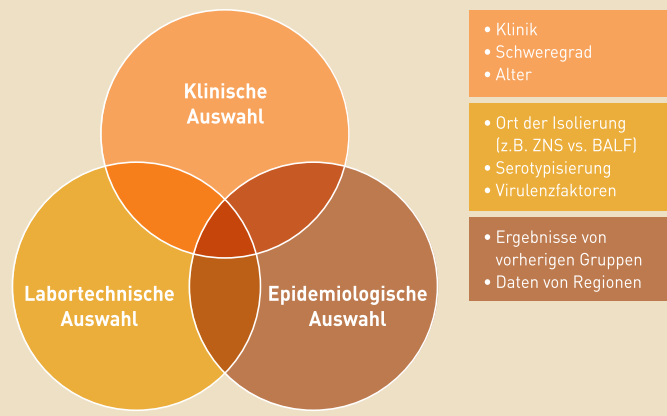 Klinische
Auswahl
Labortechnische
Auswahl
Epidemiologische
Auswahl
• Klinik
• Schweregrad
• Alter
• Ort der Isolierung
(z.B. ZNS vs. BALF)
• Serotypisierung
• Virulenzfaktoren
• Ergebnisse von
vorherigen Gruppen
• Daten von Regionen